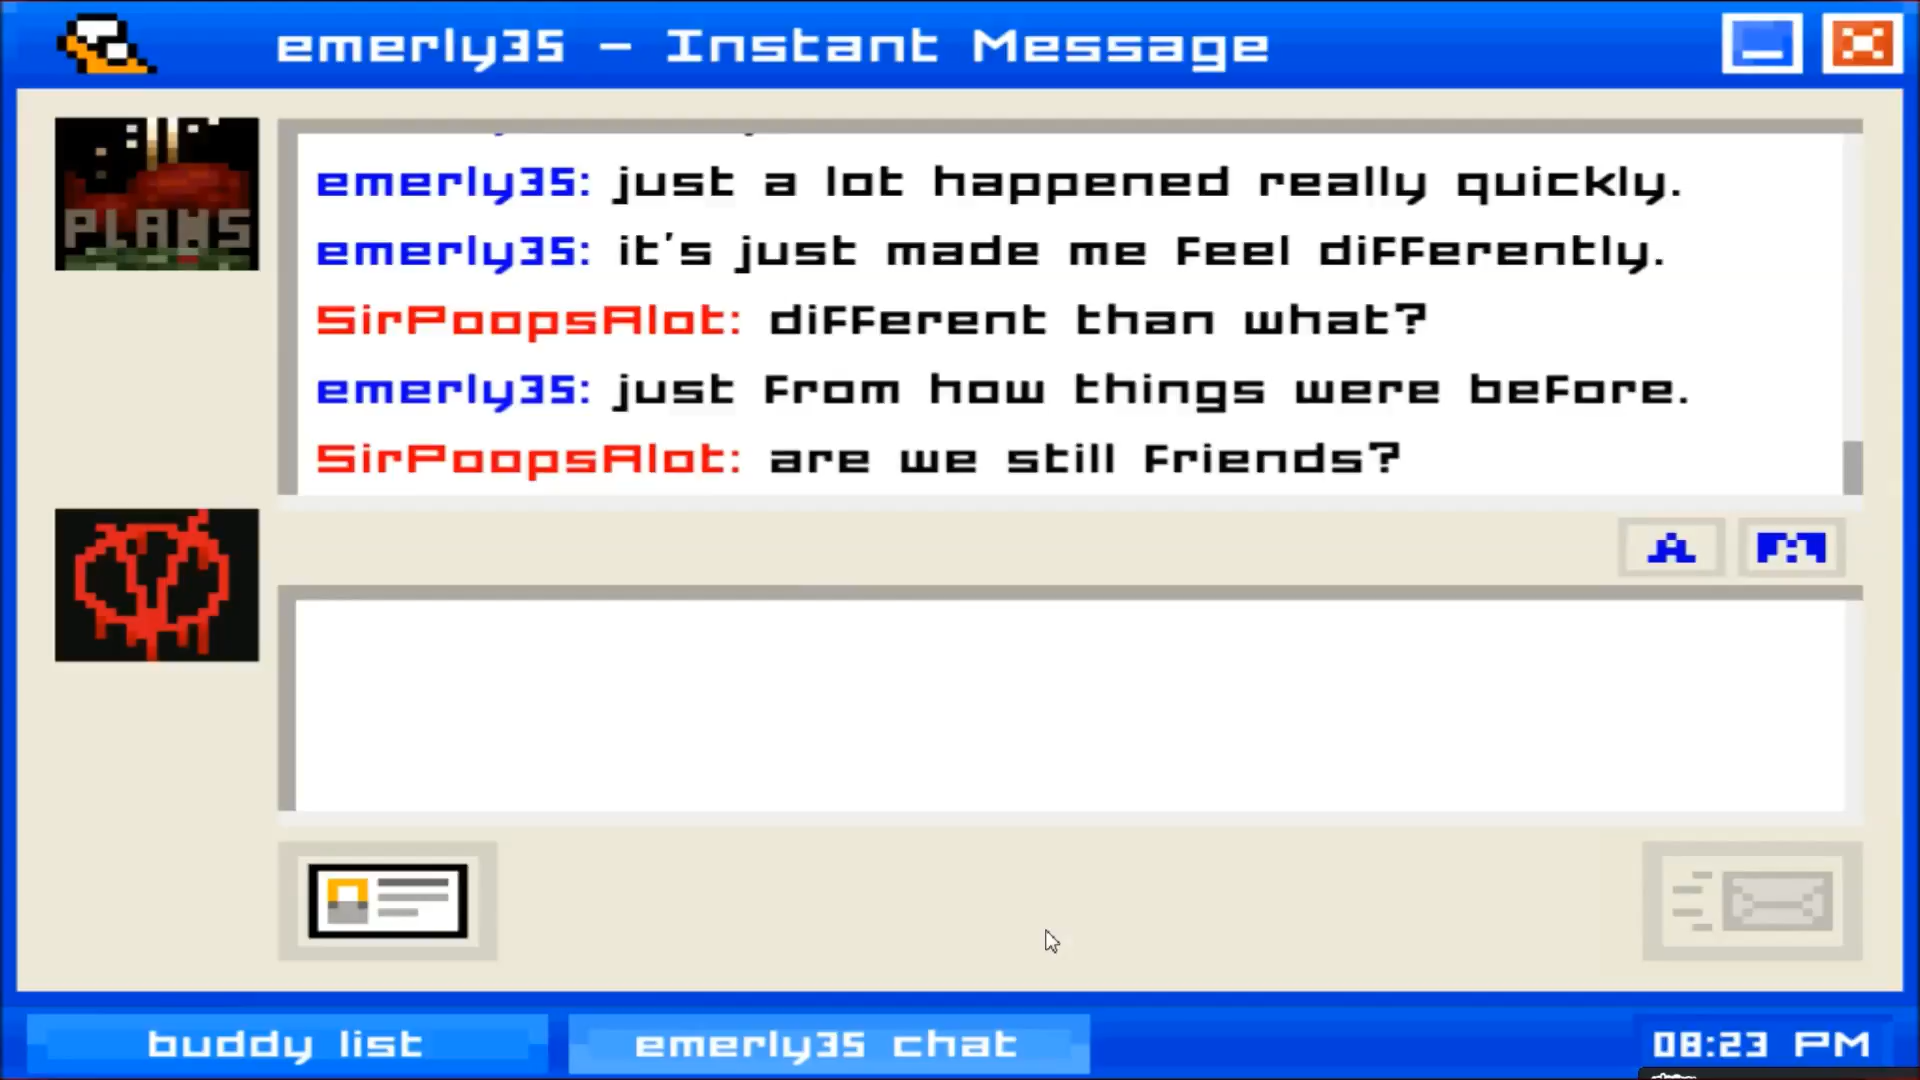 emerly35 - Instant Message
PLANS
emerly35: just a lot happened really quickly.
emerly35: it's just made me feel differently.
SirPoopsAlot: different than what?
emerly35: just from how things were before.
SirPoopsAlot: are we still friends?
A
buddy list
emerly35 chat
08:23 PM